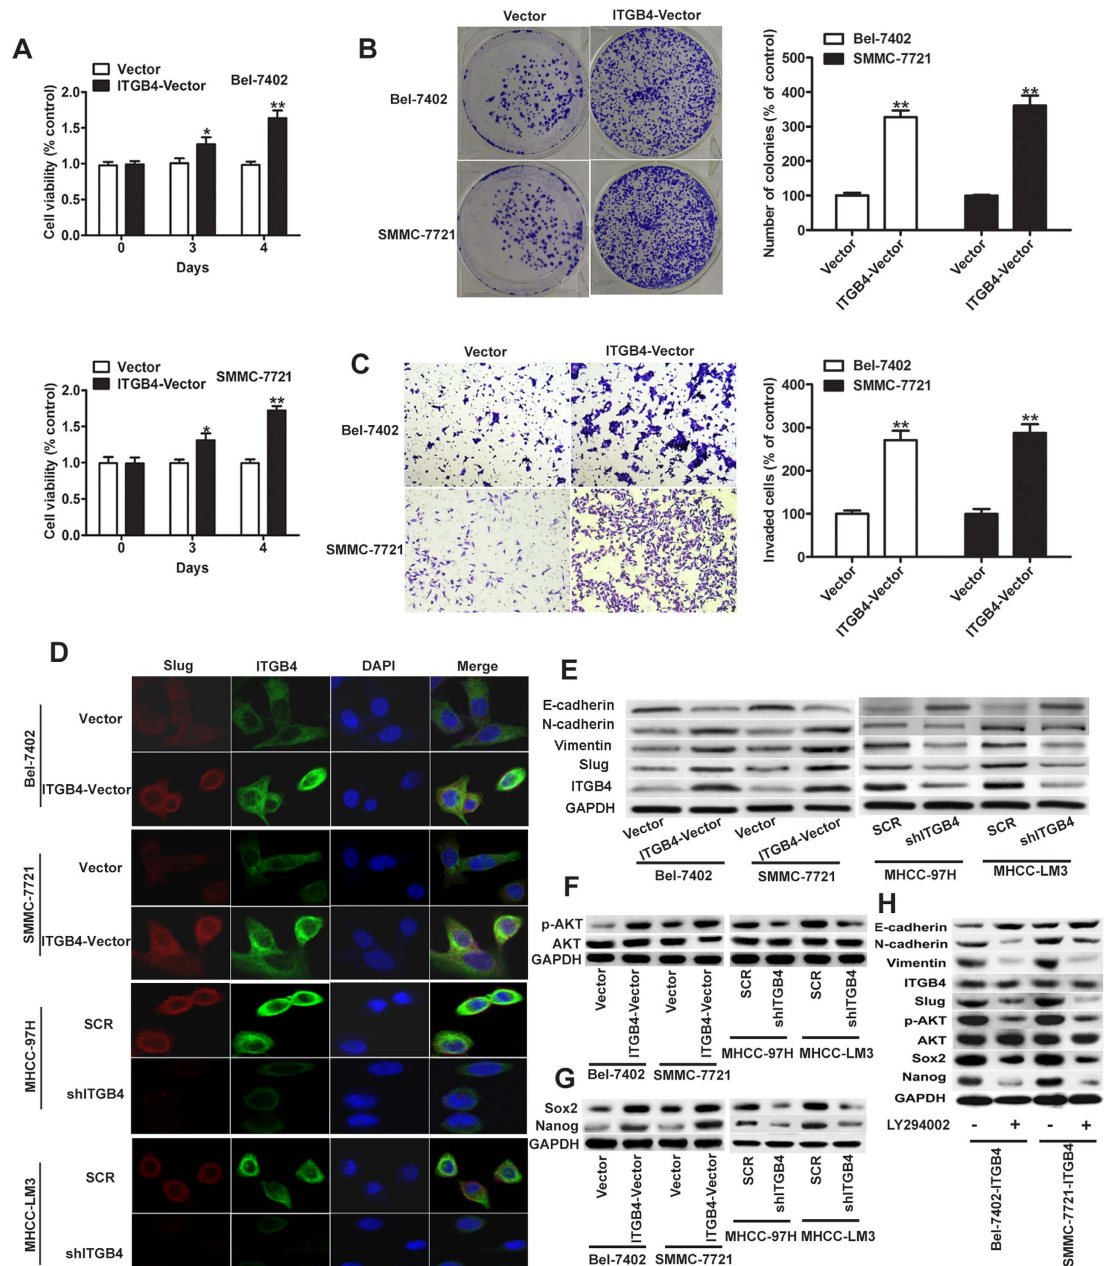 A
Vector
ITGB4-Vector
Bel-7402
Cell viability (% control)
2.0
1.5
1.0
0.5
0.0
0 3 4
Days
**
*
Vector
ITGB4-Vector
SMMC-7721
Cell viability (% control)
2.0
1.5
1.0
0.5
0.0
0 3 4
Days
**
*
B
Vector ITGB4-Vector
Bel-7402
SMMC-7721
Bel-7402
SMMC-7721
Number of colonies (% of control)
500
400
300
200
100
0
**
**
Vector
ITGB4-Vector
Vector
ITGB4-Vector
C
Vector ITGB4-Vector
Bel-7402
SMMC-7721
Bel-7402
SMMC-7721
Invaded cells (% of control)
400
300
200
100
0
**
**
Vector
ITGB4-Vector
Vector
ITGB4-Vector
D
Slug ITGB4 DAPI Merge
Bel-7402
Vector
ITGB4-Vector
SMMC-7721
Vector
ITGB4-Vector
MHCC-97H
SCR
shITGB4
MHCC-LM3
SCR
shITGB4
E
E-cadherin
N-cadherin
Vimentin
Slug
ITGB4
GAPDH
Vector ITGB4-Vector Vector ITGB4-Vector SCR shITGB4 SCR shITGB4
Bel-7402 SMMC-7721 MHCC-97H MHCC-LM3
F
p-AKT
AKT
GAPDH
Vector ITGB4-Vector Vector ITGB4-Vector SCR shITGB4 SCR shITGB4
Bel-7402 SMMC-7721 MHCC-97H MHCC-LM3
G
Sox2
Nanog
GAPDH
Vector ITGB4-Vector Vector ITGB4-Vector SCR shITGB4 SCR shITGB4
Bel-7402 SMMC-7721 MHCC-97H MHCC-LM3
H
E-cadherin
N-cadherin
Vimentin
ITGB4
Slug
p-AKT
AKT
Sox2
Nanog
GAPDH
LY294002 - + - +
Bel-7402-ITGB4
SMMC-7721-ITGB4